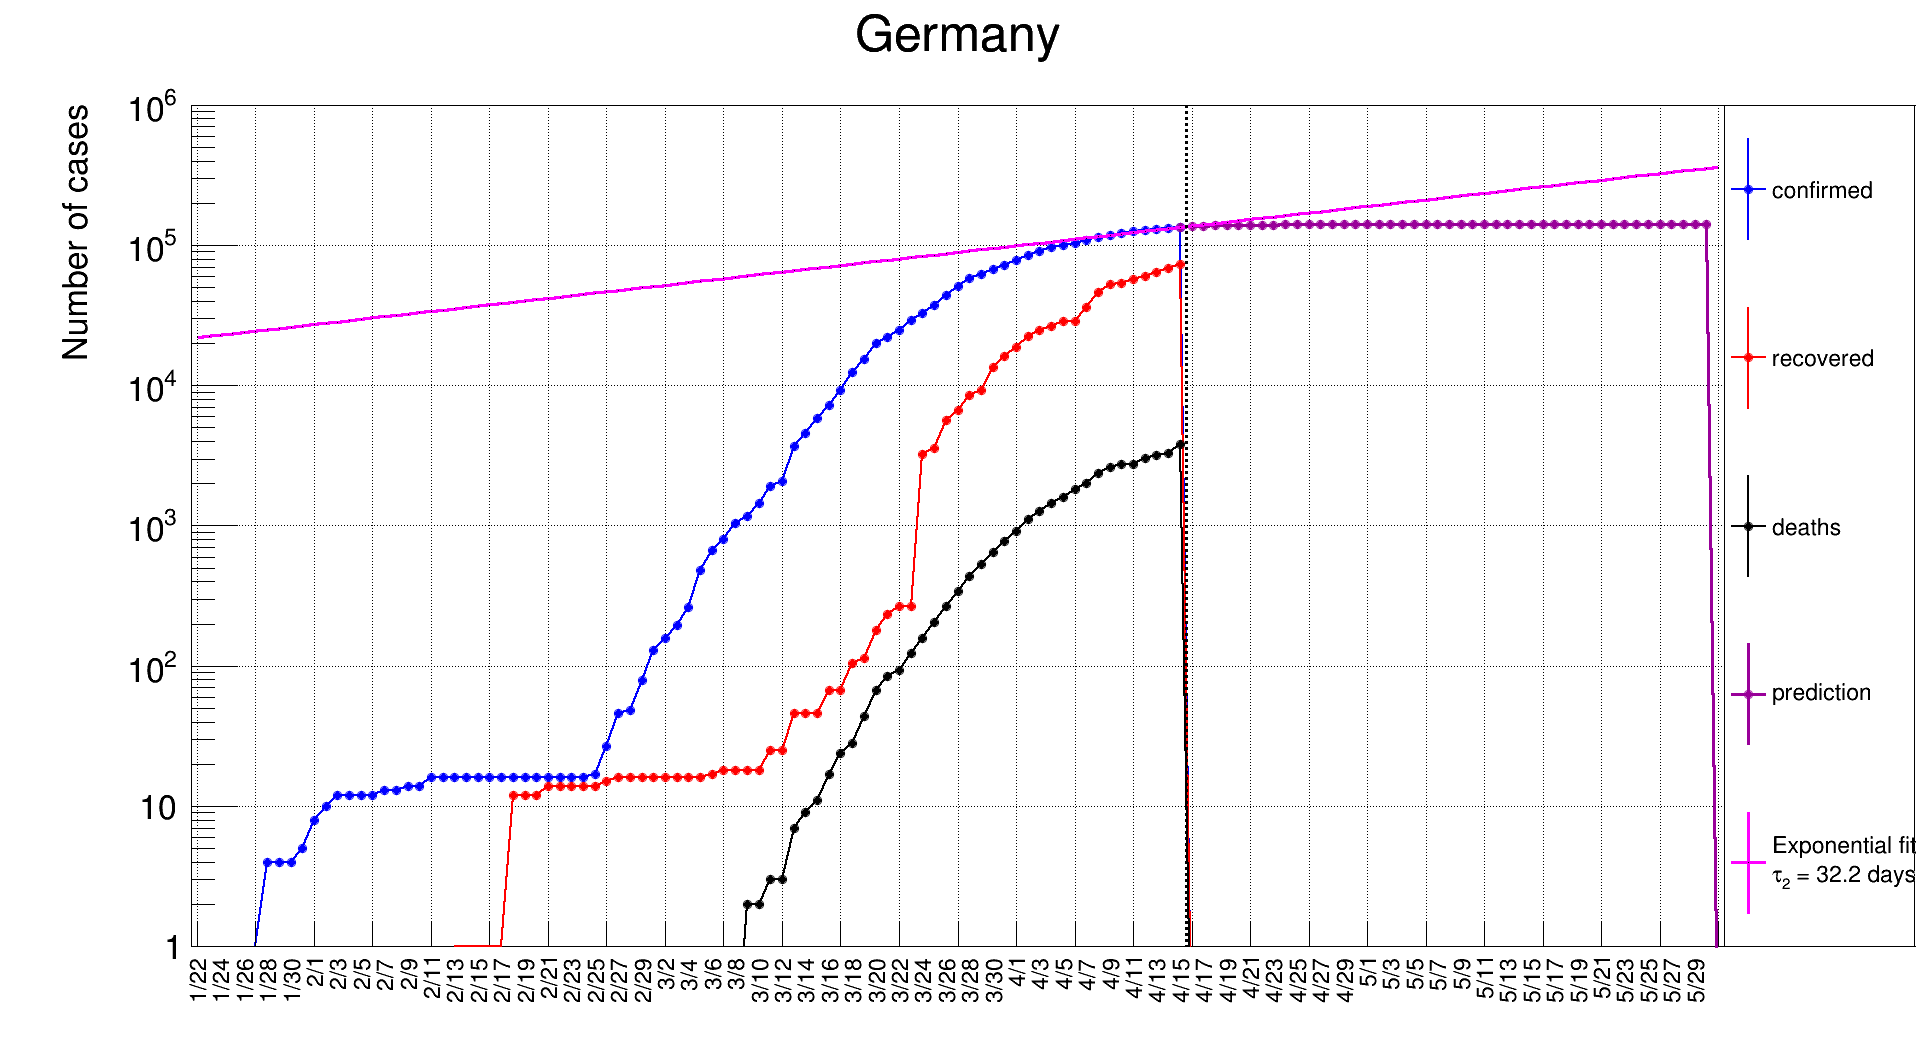 Germany
Number of cases
10^6
10^5
10^4
10^3
10^2
10
1
1/22 1/24 1/26 1/28 1/30 2/1 2/3 2/5 2/7 2/9 2/11 2/13 2/15 2/17 2/19 2/21 2/23 2/25 2/27 2/29 3/2 3/4 3/6 3/8 3/10 3/12 3/14 3/16 3/18 3/20 3/22 3/24 3/26 3/28 3/30 4/1 4/3 4/5 4/7 4/9 4/11 4/13 4/15 4/17 4/19 4/21 4/23 4/25 4/27 4/29 5/1 5/3 5/5 5/7 5/9 5/11 5/13 5/15 5/17 5/19 5/21 5/23 5/25 5/27 5/29
confirmed
recovered
deaths
prediction
Exponential fit
τ₂ = 32.2 days